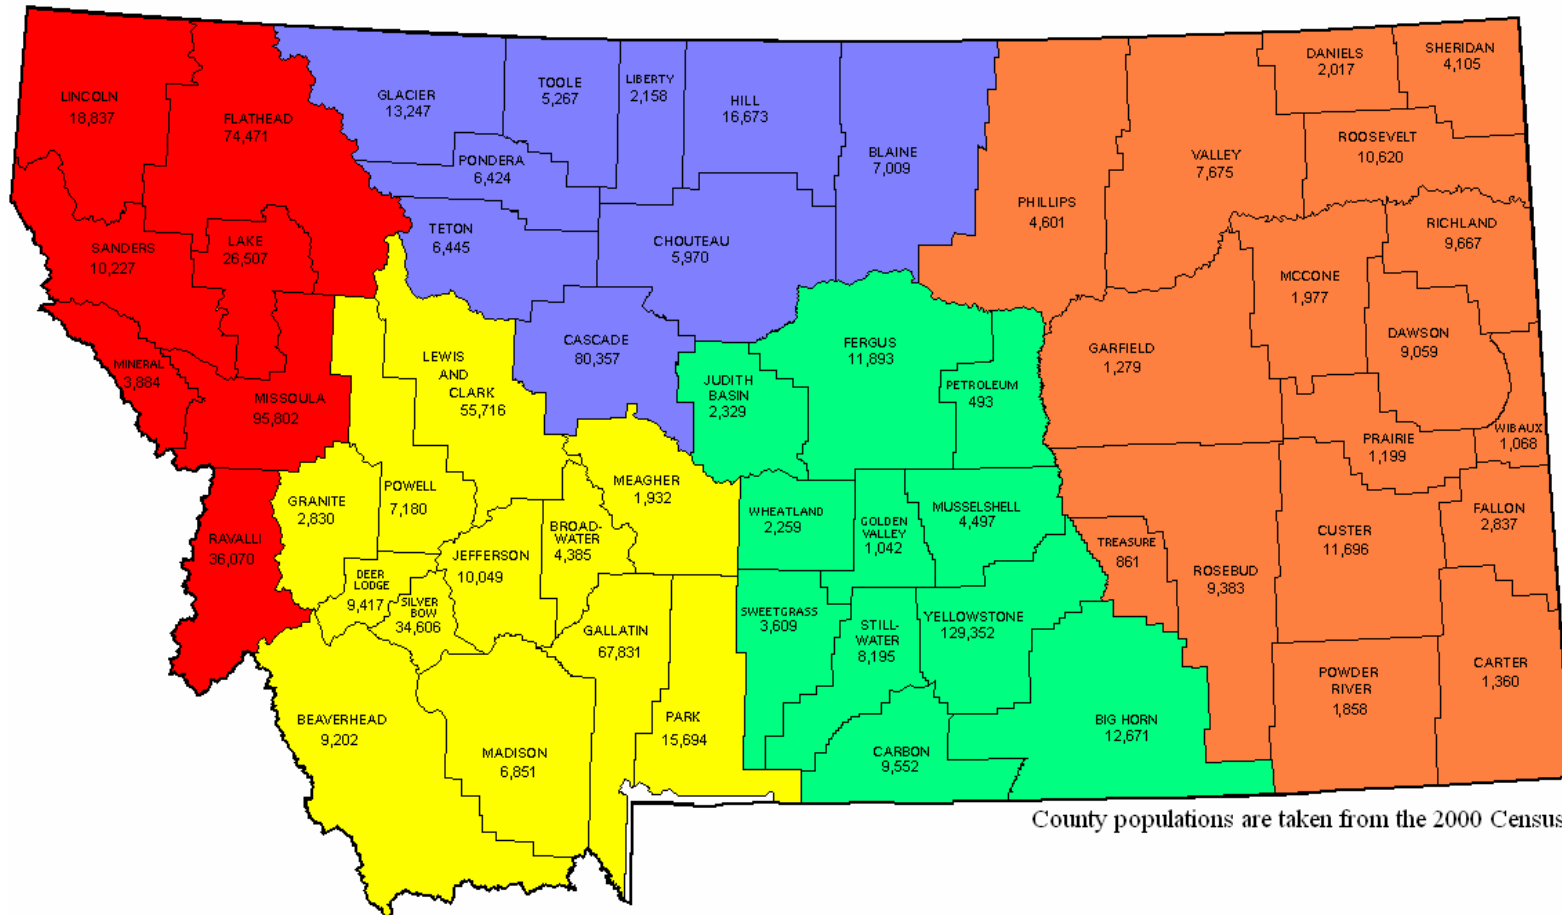 LINCOLN
18,837
FLATHEAD
74,471
SANDERS
10,227
LAKE
26,507
MINERAL
3,884
MISSOULA
95,802
RAVALLI
36,070
GLACIER
13,247
TOOLE
5,267
LIBERTY
2,158
HILL
16,673
BLAINE
7,009
PONDERA
6,424
TETON
6,445
CHOUTEAU
5,970
CASCADE
80,357
PHILLIPS
4,601
VALLEY
7,675
DANIELS
2,017
SHERIDAN
4,105
ROOSEVELT
10,620
RICHLAND
9,667
MCCONE
1,977
DAWSON
9,059
GARFIELD
1,279
PRAIRIE
1,199
WIBAUX
1,068
FALLON
2,837
CUSTER
11,696
TREASURE
861
ROSEBUD
9,383
POWDER
RIVER
1,858
CARTER
1,360
LEWIS
AND
CLARK
55,716
POWELL
7,180
GRANITE
2,830
DEER
LODGE
9,417
SILVER
BOW
34,606
JEFFERSON
10,049
BROAD-
WATER
4,385
MEAGHER
1,932
GALLATIN
67,831
PARK
15,694
BEAVERHEAD
9,202
MADISON
6,851
JUDITH
BASIN
2,329
FERGUS
11,893
PETROLEUM
493
WHEATLAND
2,259
GOLDEN
VALLEY
1,042
MUSSELSHELL
4,497
SWEETGRASS
3,609
STILL-
WATER
8,195
YELLOWSTONE
129,352
CARBON
9,552
BIG HORN
12,671
County populations are taken from the 2000 Census